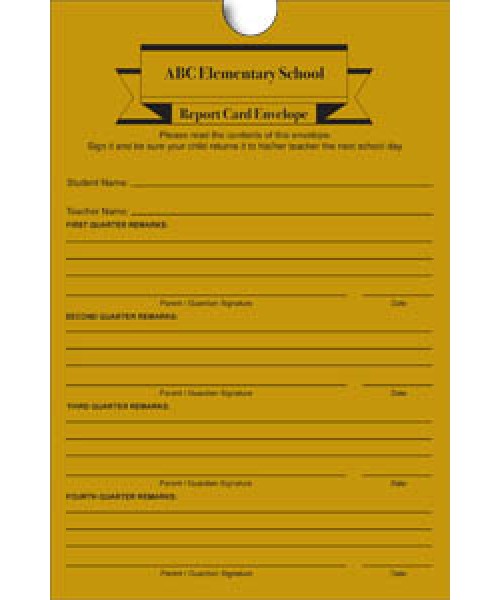 ABC Elementary School
Report Card Envelope
Please read the contents of this envelope.
Sign it and be sure your child returns it to his/her teacher the next school day.
Student Name:
Teacher Name:
FIRST QUARTER REMARKS:
Parent / Guardian Signature Date
SECOND QUARTER REMARKS:
Parent / Guardian Signature Date
THIRD QUARTER REMARKS:
Parent / Guardian Signature Date
FOURTH QUARTER REMARKS:
Parent / Guardian Signature Date